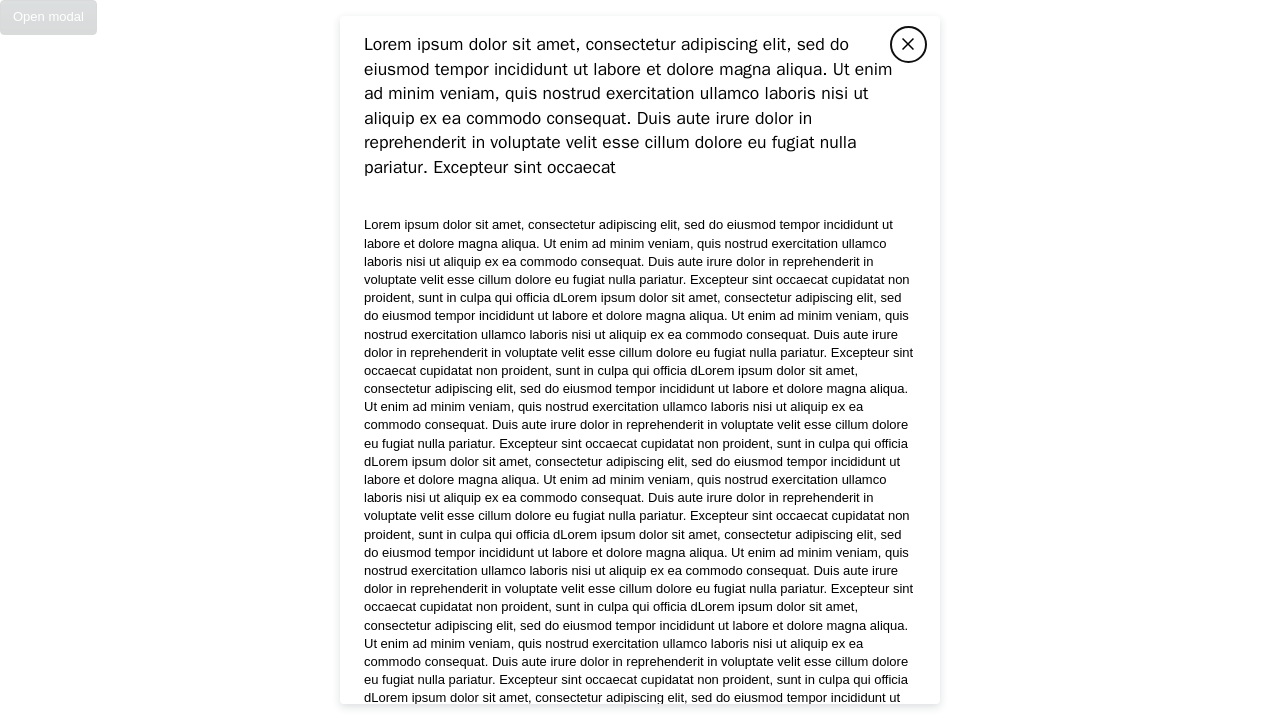 Open modal
Lorem ipsum dolor sit amet, consectetur adipiscing elit, sed do
eiusmod tempor incididunt ut labore et dolore magna aliqua. Ut enim
ad minim veniam, quis nostrud exercitation ullamco laboris nisi ut
aliquip ex ea commodo consequat. Duis aute irure dolor in
reprehenderit in voluptate velit esse cillum dolore eu fugiat nulla
pariatur. Excepteur sint occaecat
Lorem ipsum dolor sit amet, consectetur adipiscing elit, sed do eiusmod tempor incididunt ut
labore et dolore magna aliqua. Ut enim ad minim veniam, quis nostrud exercitation ullamco
laboris nisi ut aliquip ex ea commodo consequat. Duis aute irure dolor in reprehenderit in
voluptate velit esse cillum dolore eu fugiat nulla pariatur. Excepteur sint occaecat cupidatat non
proident, sunt in culpa qui officia dLorem ipsum dolor sit amet, consectetur adipiscing elit, sed
do eiusmod tempor incididunt ut labore et dolore magna aliqua. Ut enim ad minim veniam, quis
nostrud exercitation ullamco laboris nisi ut aliquip ex ea commodo consequat. Duis aute irure
dolor in reprehenderit in voluptate velit esse cillum dolore eu fugiat nulla pariatur. Excepteur sint
occaecat cupidatat non proident, sunt in culpa qui officia dLorem ipsum dolor sit amet,
consectetur adipiscing elit, sed do eiusmod tempor incididunt ut labore et dolore magna aliqua.
Ut enim ad minim veniam, quis nostrud exercitation ullamco laboris nisi ut aliquip ex ea
commodo consequat. Duis aute irure dolor in reprehenderit in voluptate velit esse cillum dolore
eu fugiat nulla pariatur. Excepteur sint occaecat cupidatat non proident, sunt in culpa qui officia
dLorem ipsum dolor sit amet, consectetur adipiscing elit, sed do eiusmod tempor incididunt ut
labore et dolore magna aliqua. Ut enim ad minim veniam, quis nostrud exercitation ullamco
laboris nisi ut aliquip ex ea commodo consequat. Duis aute irure dolor in reprehenderit in
voluptate velit esse cillum dolore eu fugiat nulla pariatur. Excepteur sint occaecat cupidatat non
proident, sunt in culpa qui officia dLorem ipsum dolor sit amet, consectetur adipiscing elit, sed
do eiusmod tempor incididunt ut labore et dolore magna aliqua. Ut enim ad minim veniam, quis
nostrud exercitation ullamco laboris nisi ut aliquip ex ea commodo consequat. Duis aute irure
dolor in reprehenderit in voluptate velit esse cillum dolore eu fugiat nulla pariatur. Excepteur sint
occaecat cupidatat non proident, sunt in culpa qui officia dLorem ipsum dolor sit amet,
consectetur adipiscing elit, sed do eiusmod tempor incididunt ut labore et dolore magna aliqua.
Ut enim ad minim veniam, quis nostrud exercitation ullamco laboris nisi ut aliquip ex ea
commodo consequat. Duis aute irure dolor in reprehenderit in voluptate velit esse cillum dolore
eu fugiat nulla pariatur. Excepteur sint occaecat cupidatat non proident, sunt in culpa qui officia
dLorem ipsum dolor sit amet, consectetur adipiscing elit, sed do eiusmod tempor incididunt ut